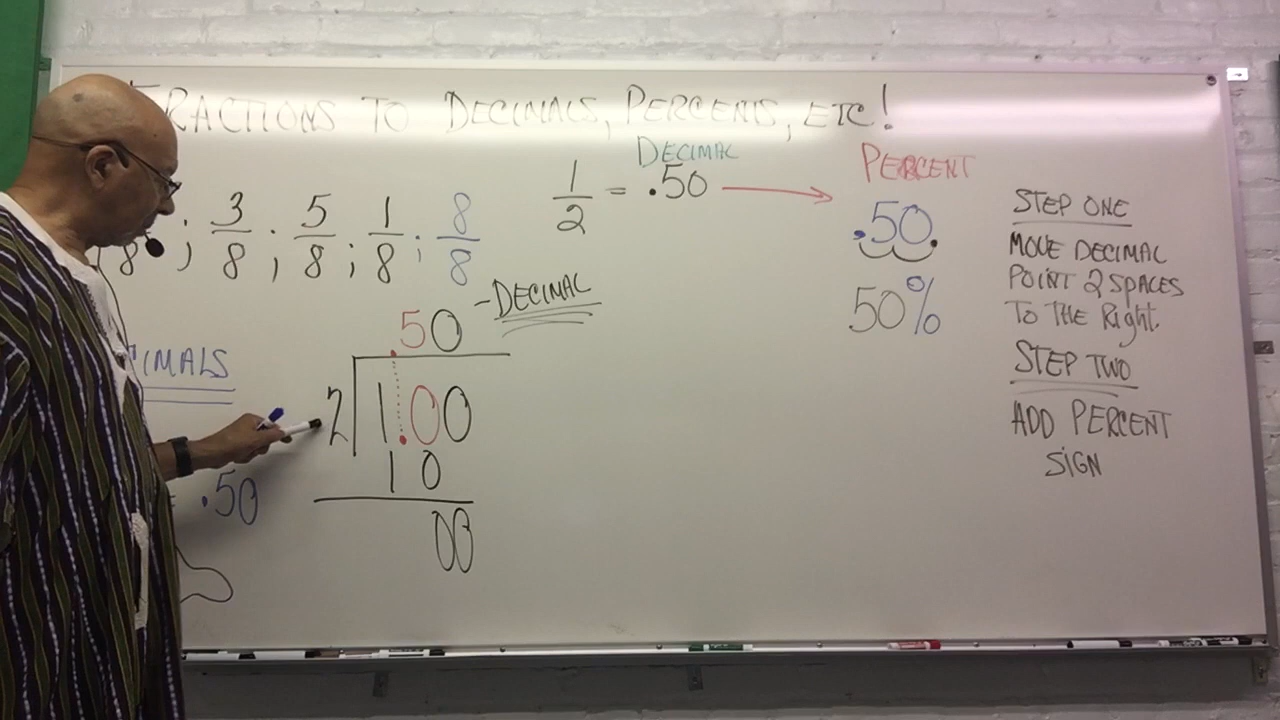 FRACTIONS TO DECIMALS, PERCENTS, ETC!
DECIMAL
1/2 = .50
PERCENT
.50.
50%
8 ; 3/8 ; 5/8 ; 1/8 ; 8/8
.50 - DECIMAL
2 1.00
10
00
IMALS
= .50
STEP ONE
MOVE DECIMAL
POINT 2 SPACES
TO THE Right.
STEP TWO
ADD PERCENT
SIGN